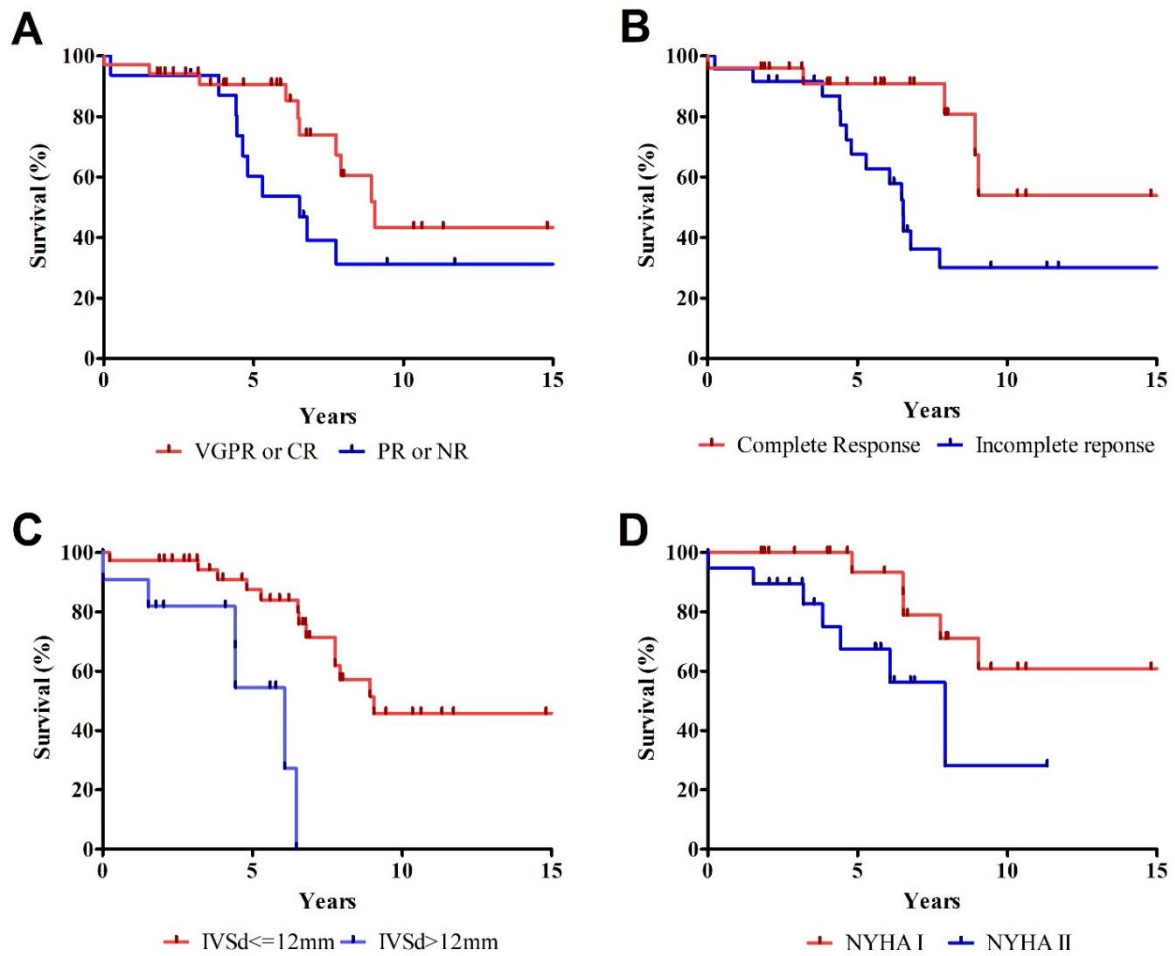 A
B
100
80
60
40
20
0
Survival (%)
0 5 10 15
Years
VGPR or CR PR or NR
100
80
60
40
20
0
Survival (%)
0 5 10 15
Years
Complete Response Incomplete reponse
C
D
100
80
60
40
20
0
Survival (%)
0 5 10 15
Years
IVSd<=12mm IVSd>12mm
100
80
60
40
20
0
Survival (%)
0 5 10 15
Years
NYHA I NYHA II